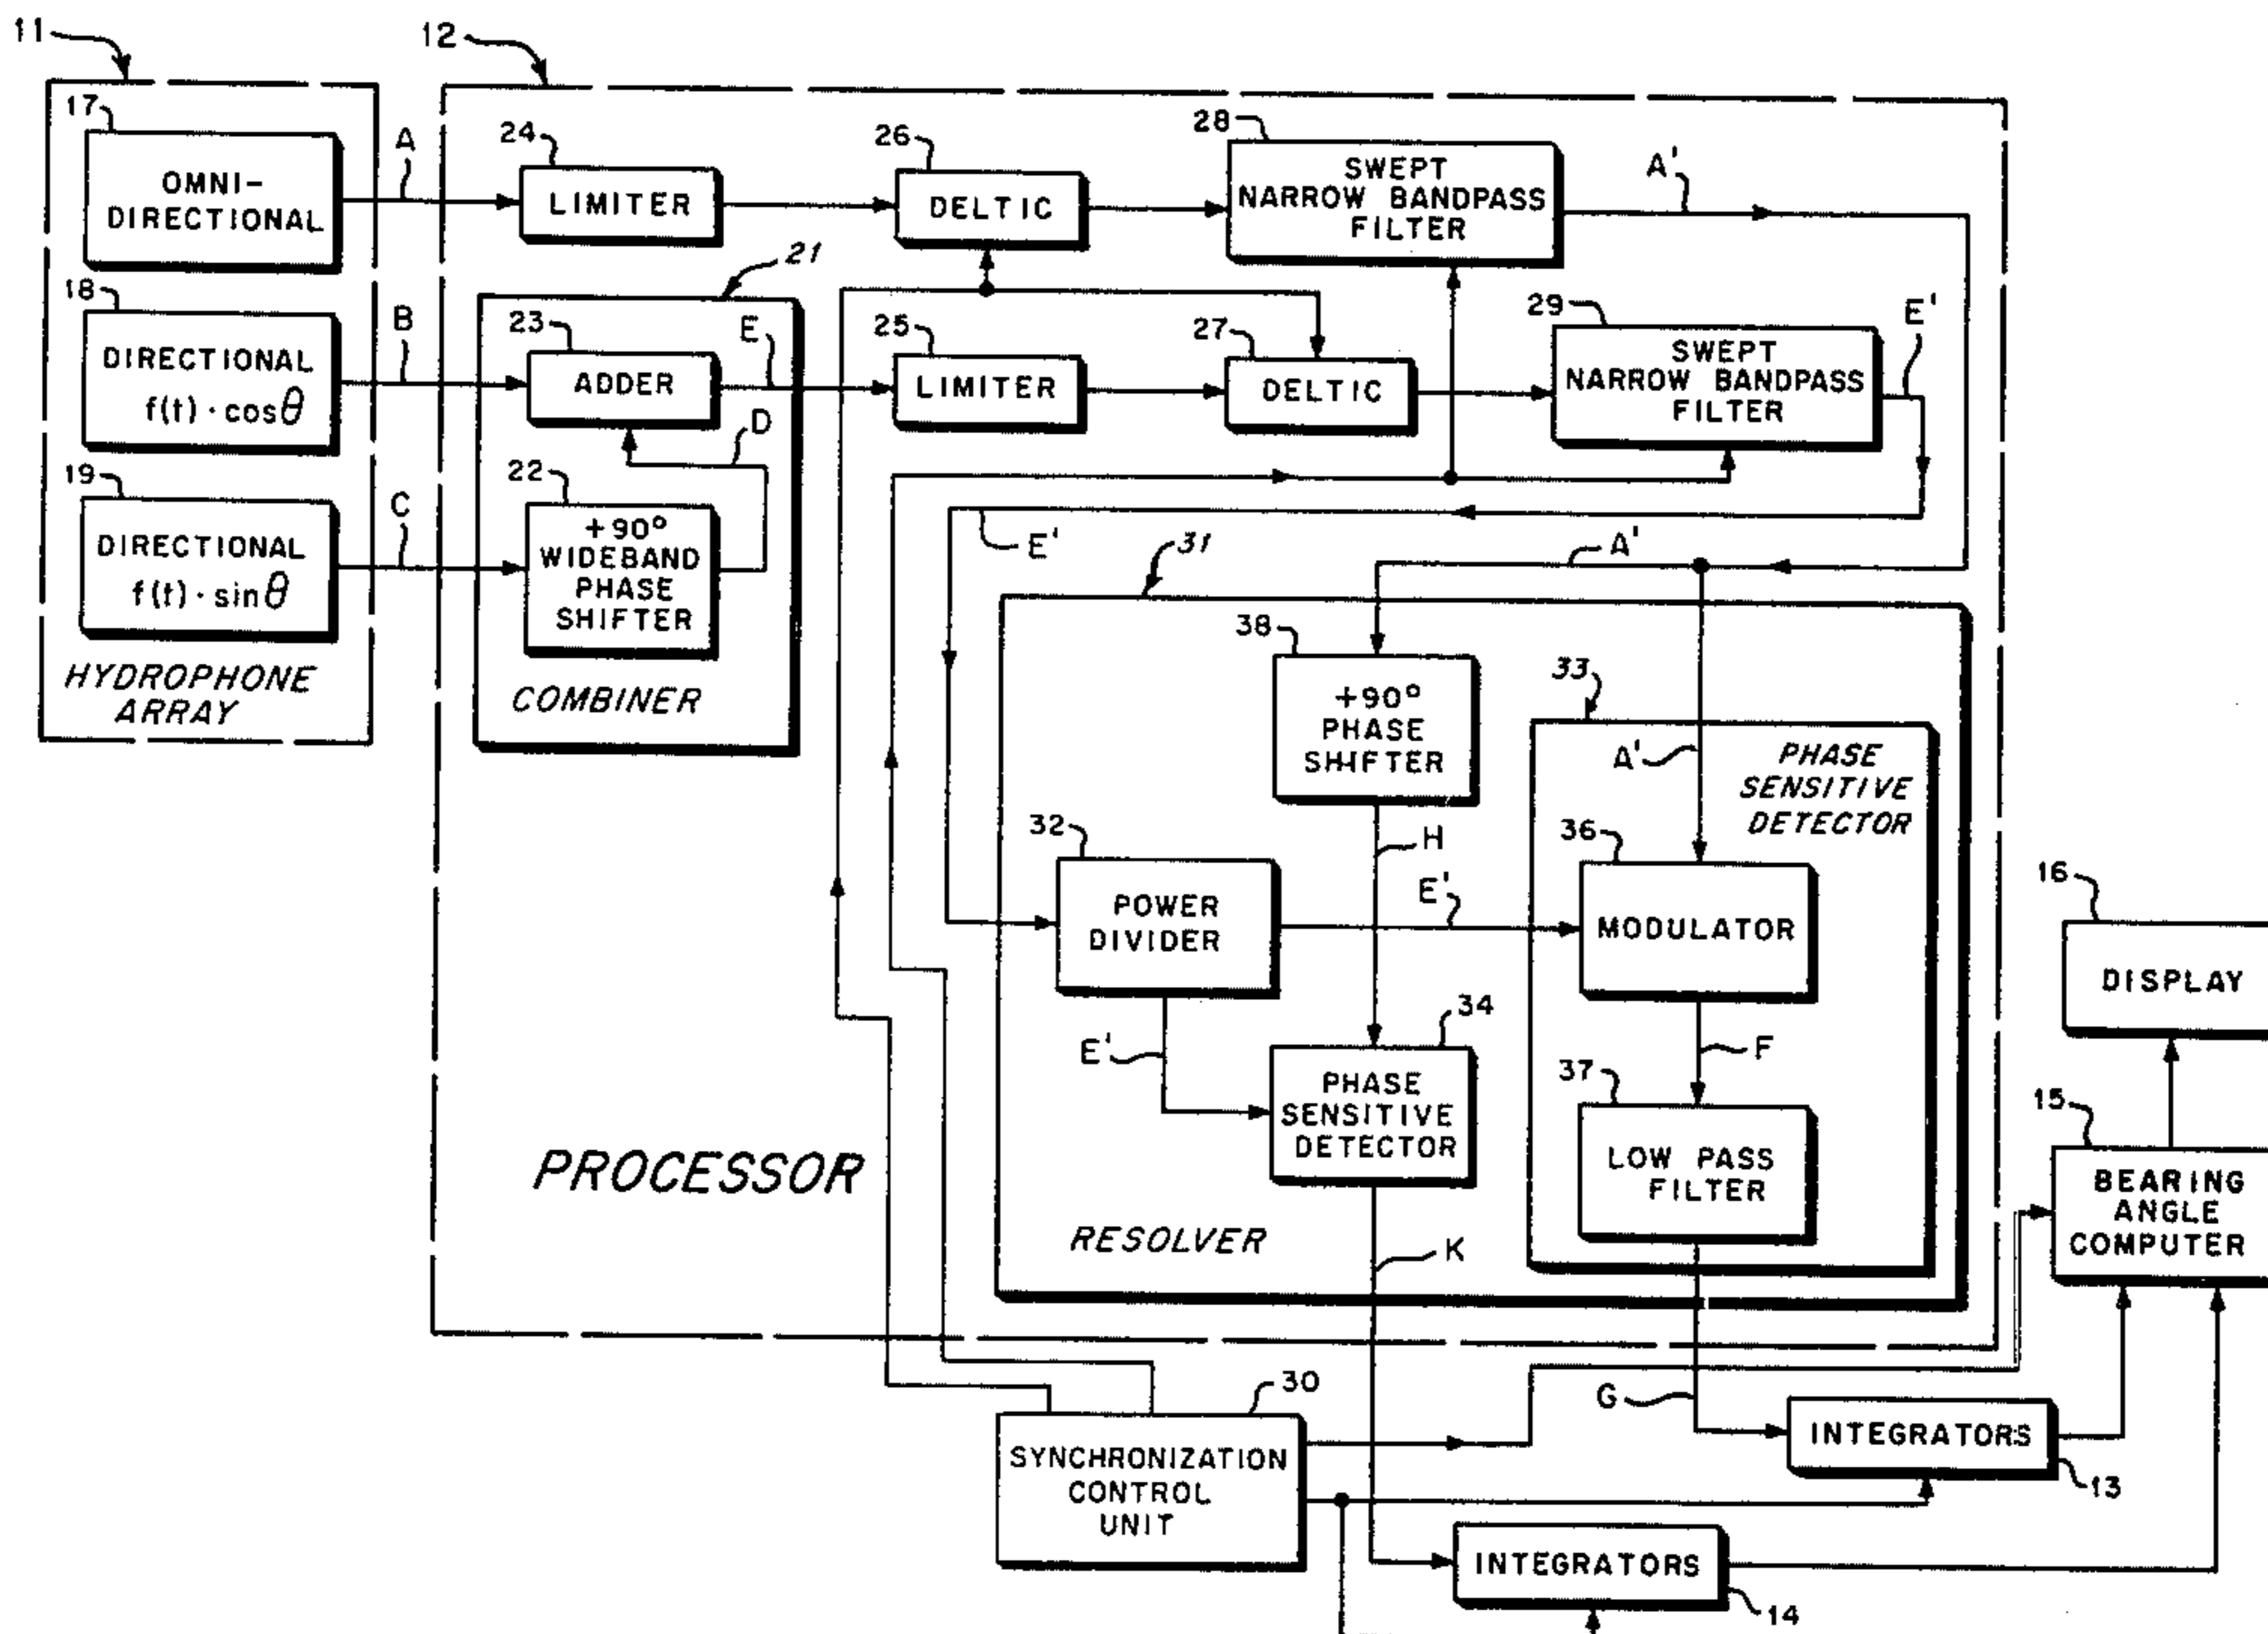 11
12
17
OMNI-
DIRECTIONAL
A
24
LIMITER
26
DELTIC
28
SWEPT
NARROW BANDPASS
FILTER
A'
18
DIRECTIONAL
f(t) · cos θ
B
21
23
ADDER
E
25
LIMITER
27
DELTIC
29
SWEPT
NARROW BANDPASS
FILTER
E'
D
19
DIRECTIONAL
f(t) · sin θ
C
22
+90°
WIDEBAND
PHASE
SHIFTER
HYDROPHONE
ARRAY
COMBINER
E'
31
A'
38
+90°
PHASE
SHIFTER
33
A'
PHASE
SENSITIVE
DETECTOR
32
POWER
DIVIDER
H
E'
36
MODULATOR
16
DISPLAY
E'
34
PHASE
SENSITIVE
DETECTOR
F
37
LOW PASS
FILTER
15
BEARING
ANGLE
COMPUTER
PROCESSOR
RESOLVER
K
30
SYNCHRONIZATION
CONTROL
UNIT
G
INTEGRATORS
13
INTEGRATORS
14